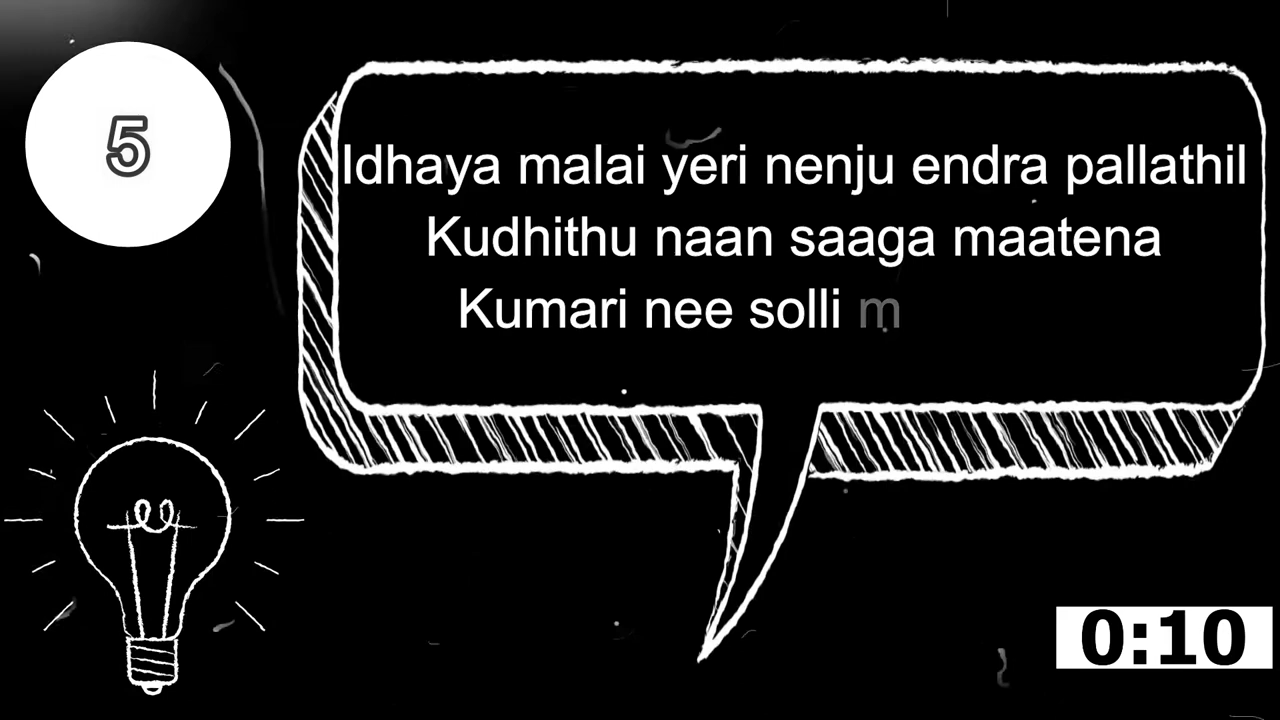 5
Idhaya malai yeri nenju endra pallathil
Kudhithu naan saaga maatena
Kumari nee solli m
0:10